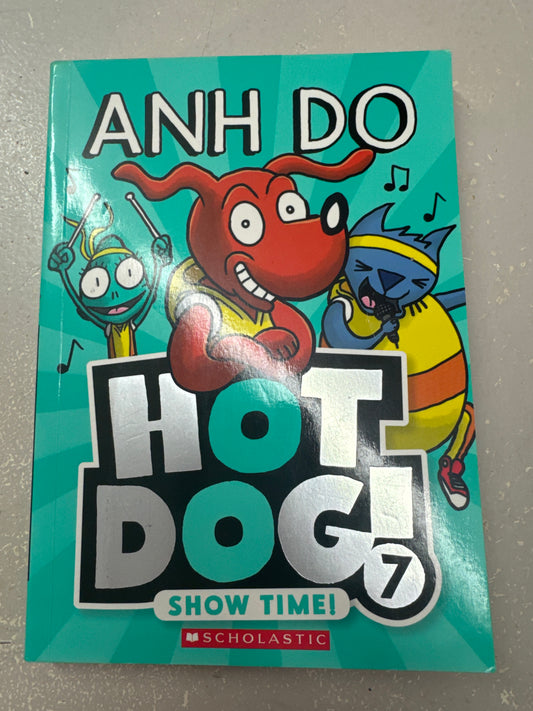 ANH DO
HOT
DOG!
7
SHOW TIME!
SCHOLASTIC